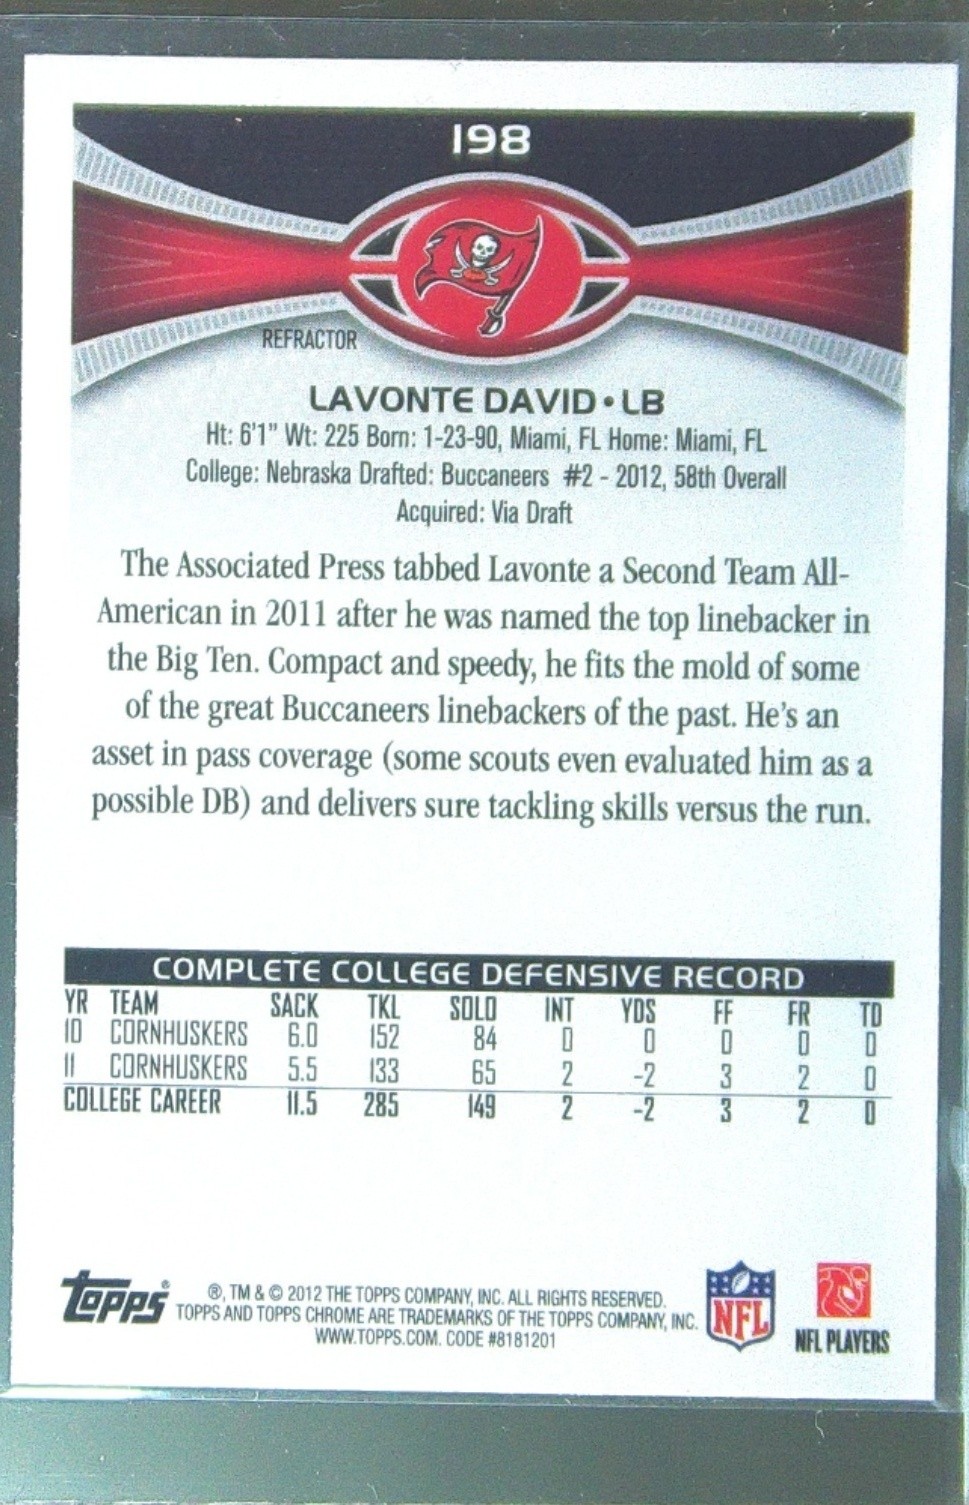 198
REFRACTOR
LAVONTE DAVID • LB
Ht: 6'1" Wt: 225 Born: 1-23-90, Miami, FL Home: Miami, FL
College: Nebraska Drafted: Buccaneers #2 - 2012, 58th Overall
Acquired: Via Draft
The Associated Press tabbed Lavonte a Second Team All-
American in 2011 after he was named the top linebacker in
the Big Ten. Compact and speedy, he fits the mold of some
of the great Buccaneers linebackers of the past. He's an
asset in pass coverage (some scouts even evaluated him as a
possible DB) and delivers sure tackling skills versus the run.
COMPLETE COLLEGE DEFENSIVE RECORD
YR TEAM SACK TKL SOLO INT YDS FF FR TD
10 CORNHUSKERS 6.0 152 84 0 0 0 0 0
11 CORNHUSKERS 5.5 133 65 2 -2 3 2 0
COLLEGE CAREER 11.5 285 149 2 -2 3 2 0
Topps ®
®, TM & © 2012 THE TOPPS COMPANY, INC. ALL RIGHTS RESERVED.
TOPPS AND TOPPS CHROME ARE TRADEMARKS OF THE TOPPS COMPANY, INC.
WWW.TOPPS.COM. CODE #8181201
NFL
NFL PLAYERS